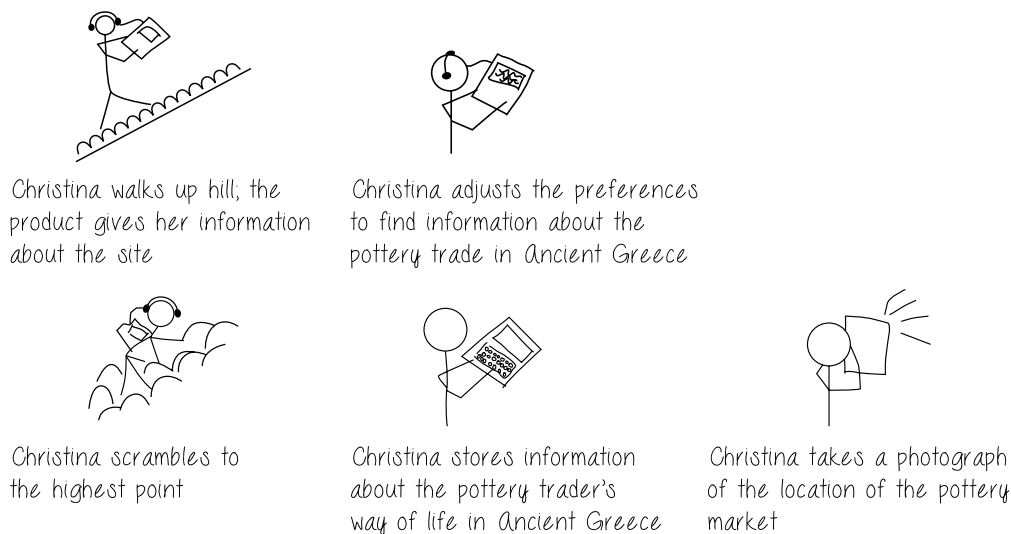 Christina walks up hill; the
product gives her information
about the site
Christina adjusts the preferences
to find information about the
pottery trade in Ancient Greece
Christina scrambles to
the highest point
Christina stores information
about the pottery trader's
way of life in Ancient Greece
Christina takes a photograph
of the location of the pottery
market